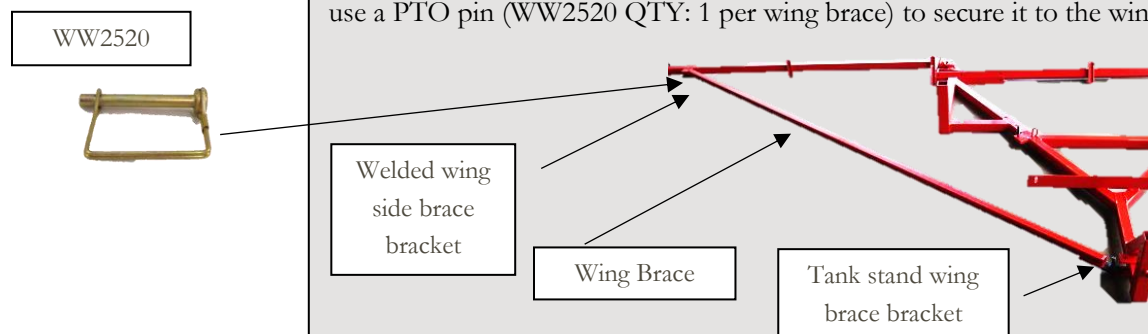 use a PTO pin (WW2520 QTY: 1 per wing brace) to secure it to the
WW2520
Welded wing
side brace
bracket
Wing Brace
Tank stand wing
brace bracket